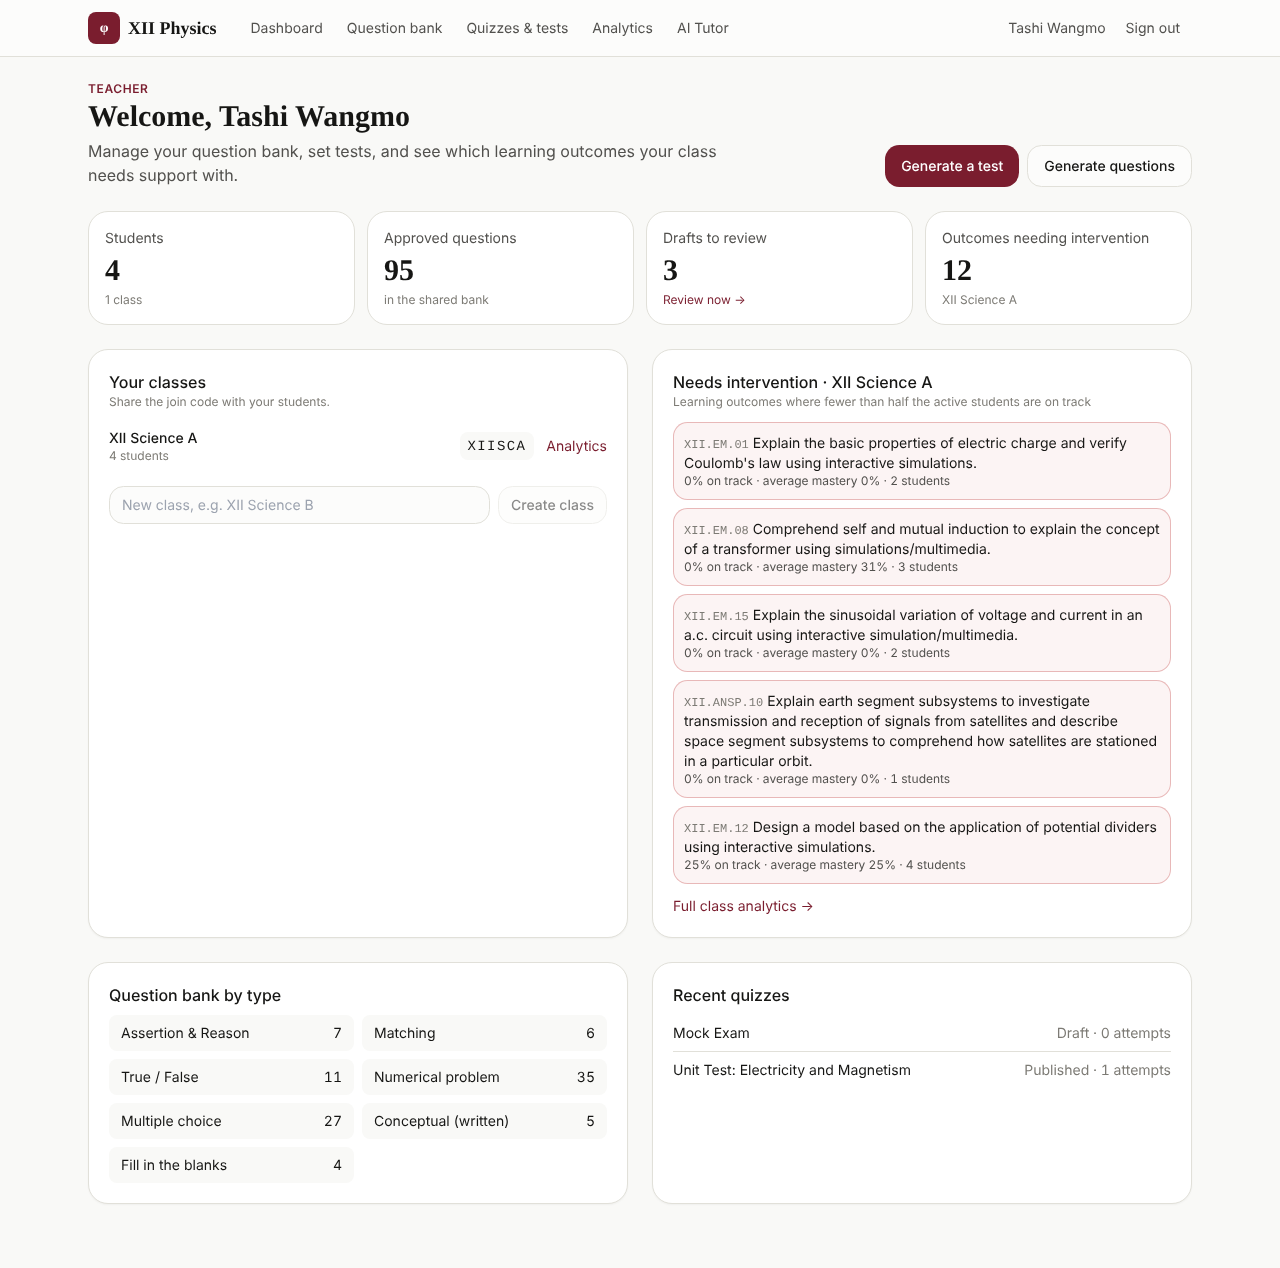 φ XII Physics Dashboard Question bank Quizzes & tests Analytics AI Tutor Tashi Wangmo Sign out
TEACHER
Welcome, Tashi Wangmo
Manage your question bank, set tests, and see which learning outcomes your class
needs support with.
Generate a test Generate questions
Students
4
1 class
Approved questions
95
in the shared bank
Drafts to review
3
Review now →
Outcomes needing intervention
12
XII Science A
Your classes
Share the join code with your students.
XII Science A
4 students
XIISCA Analytics
New class, e.g. XII Science B Create class
Needs intervention · XII Science A
Learning outcomes where fewer than half the active students are on track
XII.EM.01 Explain the basic properties of electric charge and verify
Coulomb's law using interactive simulations.
0% on track · average mastery 0% · 2 students
XII.EM.08 Comprehend self and mutual induction to explain the concept
of a transformer using simulations/multimedia.
0% on track · average mastery 31% · 3 students
XII.EM.15 Explain the sinusoidal variation of voltage and current in an
a.c. circuit using interactive simulation/multimedia.
0% on track · average mastery 0% · 2 students
XII.ANSP.10 Explain earth segment subsystems to investigate
transmission and reception of signals from satellites and describe
space segment subsystems to comprehend how satellites are stationed
in a particular orbit.
0% on track · average mastery 0% · 1 students
XII.EM.12 Design a model based on the application of potential dividers
using interactive simulations.
25% on track · average mastery 25% · 4 students
Full class analytics →
Question bank by type
Assertion & Reason 7
Matching 6
True / False 11
Numerical problem 35
Multiple choice 27
Conceptual (written) 5
Fill in the blanks 4
Recent quizzes
Mock Exam Draft · 0 attempts
Unit Test: Electricity and Magnetism Published · 1 attempts